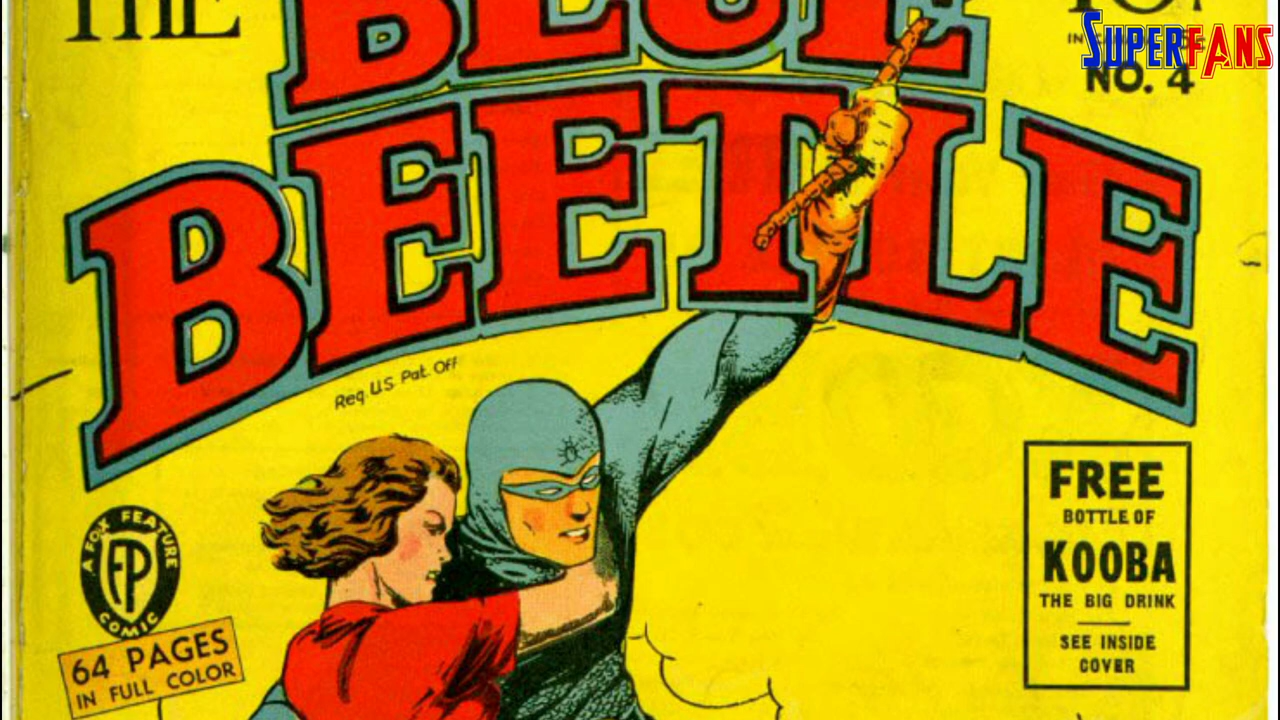 THE
BLUE
10¢
SUPERFANS
NO. 4
BEETLE
Reg. U.S. Pat. Off
A FOX FEATURE
FP
COMIC
64 PAGES
IN FULL COLOR
FREE
BOTTLE OF
KOOBA
THE BIG DRINK
SEE INSIDE
COVER